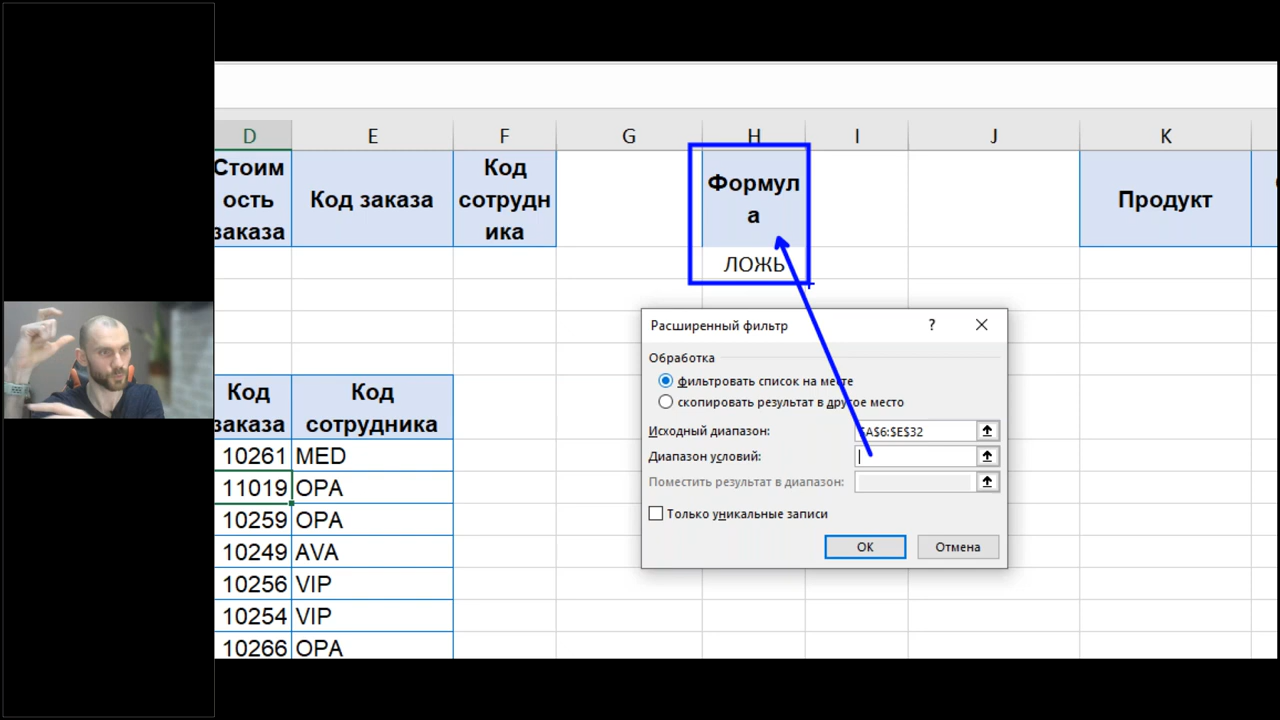 D E F G H I J K
Стоим
ость
заказа
Код заказа
Код
сотрудн
ика
Формул
а
Продукт
ЛОЖЬ
Расширенный фильтр ?
Обработка
фильтровать список на месте
скопировать результат в другое место
Исходный диапазон: $A$6:$E$32
Диапазон условий:
Поместить результат в диапазон:
Только уникальные записи
OK Отмена
Код
заказа
Код
сотрудника
10261 MED
11019 OPA
10259 OPA
10249 AVA
10256 VIP
10254 VIP
10266 OPA